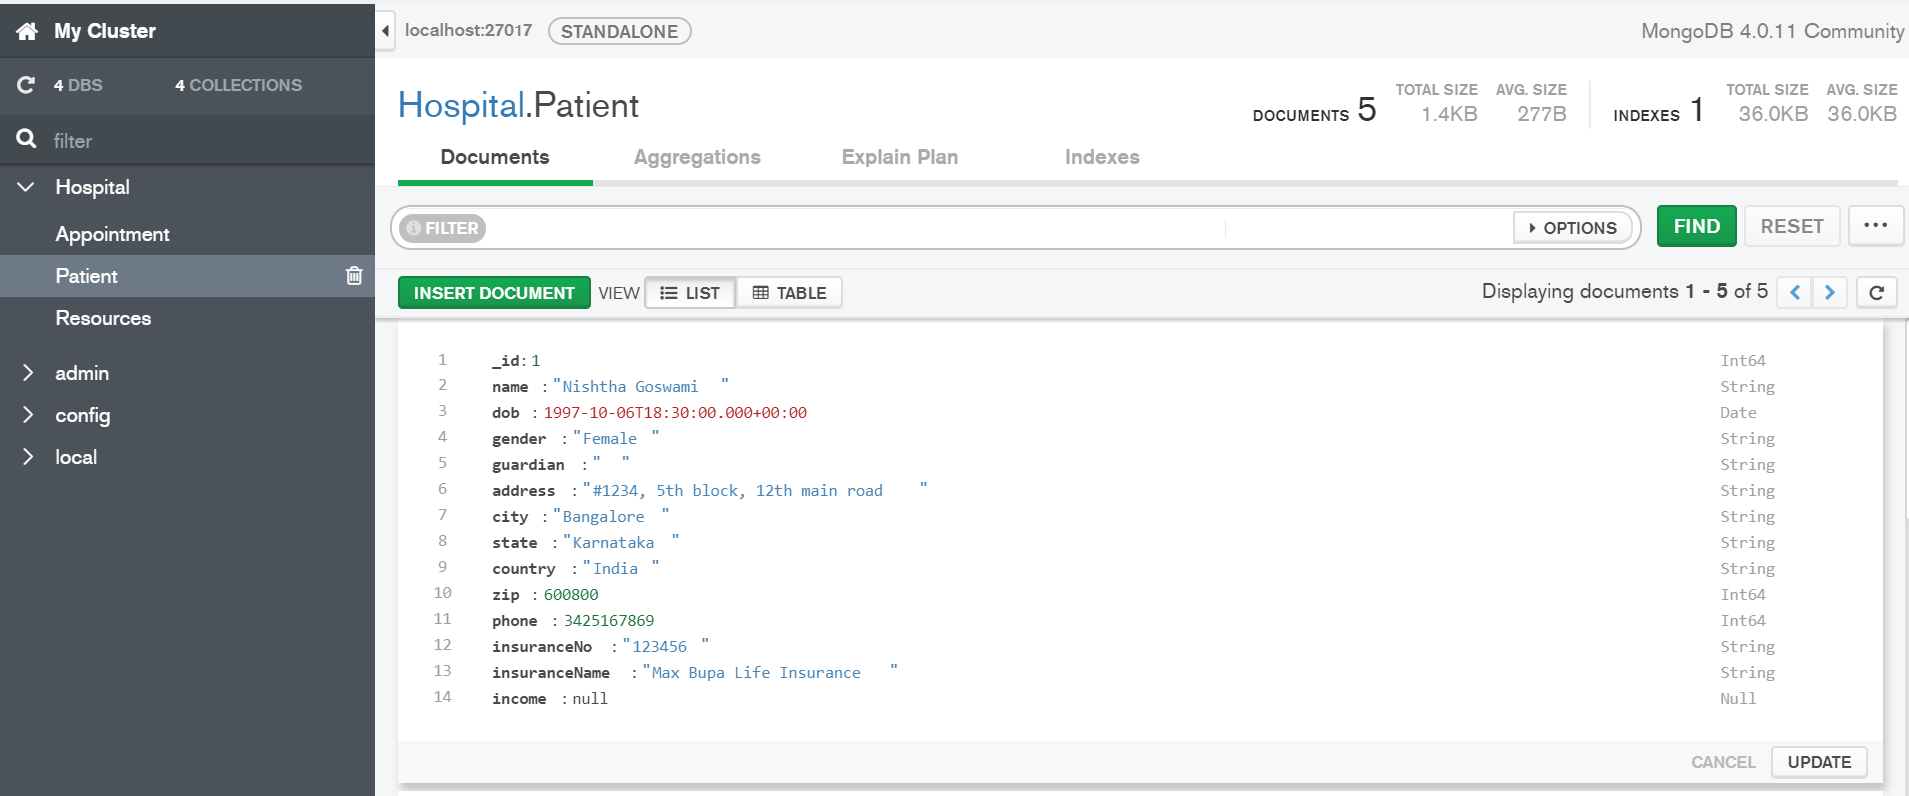 My Cluster
4 DBS 4 COLLECTIONS
filter
Hospital
Appointment
Patient
Resources
admin
config
local
localhost:27017 STANDALONE MongoDB 4.0.11 Community
Hospital.Patient
DOCUMENTS 5 TOTAL SIZE 1.4KB AVG. SIZE 277B INDEXES 1 TOTAL SIZE 36.0KB AVG. SIZE 36.0KB
Documents Aggregations Explain Plan Indexes
FILTER OPTIONS FIND RESET ...
INSERT DOCUMENT VIEW LIST TABLE Displaying documents 1 - 5 of 5
1 _id: 1 Int64
2 name : "Nishtha Goswami " String
3 dob : 1997-10-06T18:30:00.000+00:00 Date
4 gender : "Female " String
5 guardian : " " String
6 address : "#1234, 5th block, 12th main road " String
7 city : "Bangalore " String
8 state : "Karnataka " String
9 country : "India " String
10 zip : 600800 Int64
11 phone : 3425167869 Int64
12 insuranceNo : "123456 " String
13 insuranceName : "Max Bupa Life Insurance " String
14 income : null Null
CANCEL UPDATE